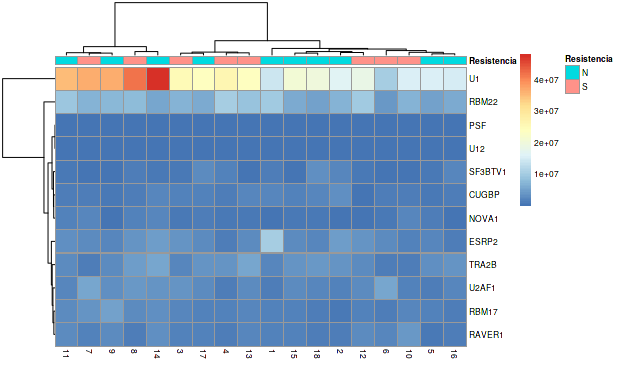 Resistencia
U1
RBM22
PSF
U12
SF3BTV1
CUGBP
NOVA1
ESRP2
TRA2B
U2AF1
RBM17
RAVER1
11 7 9 8 14 3 17 4 13 1 15 18 2 12 6 10 5 16
4e+07
3e+07
2e+07
1e+07
Resistencia
N
S